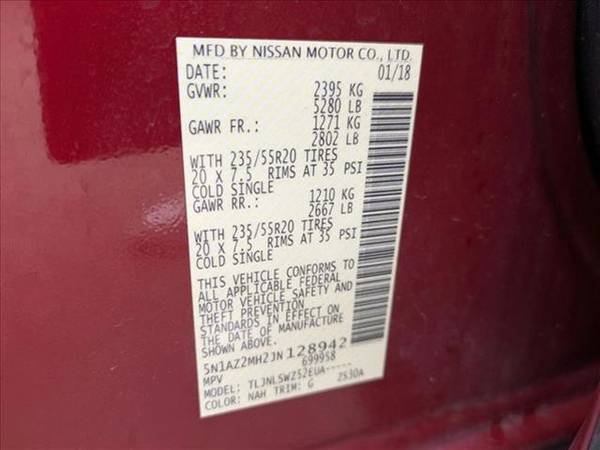 MFD BY NISSAN MOTOR CO., LTD.
DATE: 01/18
GVWR: 2395 KG
5280 LB
GAWR FR.: 1271 KG
2802 LB
WITH 235/55R20 TIRES
20 X 7.5 RIMS AT 35 PSI
COLD SINGLE
GAWR RR.: 1210 KG
2667 LB
WITH 235/55R20 TIRES
20 X 7.5 RIMS AT 35 PSI
COLD SINGLE
THIS VEHICLE CONFORMS TO
ALL APPLICABLE FEDERAL
MOTOR VEHICLE SAFETY AND
THEFT PREVENTION
STANDARDS IN EFFECT ON
THE DATE OF MANUFACTURE
SHOWN ABOVE.
5N1AZ2MH2JN128942
MPV 699958
MODEL: TLJNLSWZ52EUA-----
COLOR: NAH TRIM: G Z530A